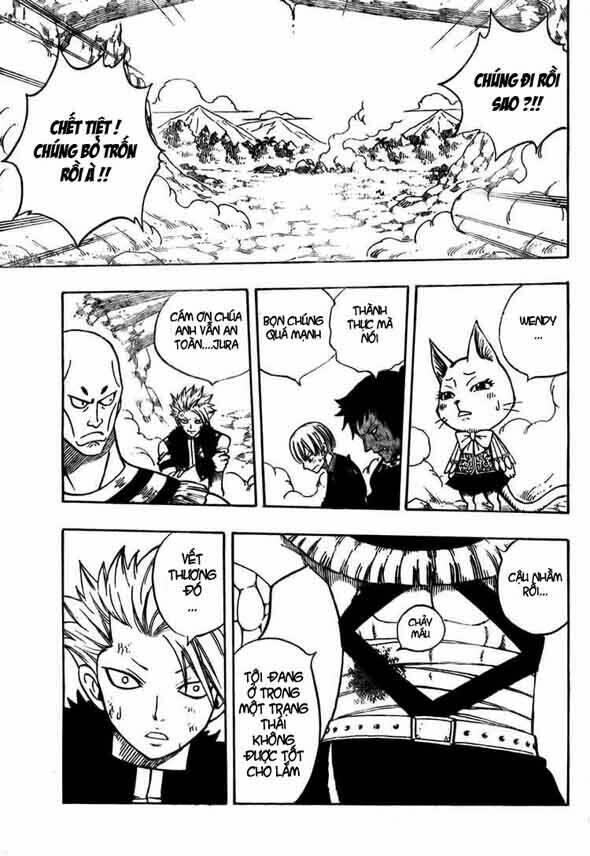 CHÚNG ĐI RỒI
SAO ?!!
CHẾT TIỆT !
CHÚNG BỎ TRỐN
RỒI À !!
WENDY
...
THÀNH
THỰC MÀ
NÓI
BỌN CHÚNG
QUÁ MẠNH
CẢM ƠN CHÚA
ANH VẪN AN
TOÀN....JURA
CẬU NHẦM
RỒI...
CHẢY
MÁU
TÔI ĐANG
Ở TRONG
MỘT TRẠNG
THÁI
KHÔNG
ĐƯỢC TỐT
CHO LẮM
VẾT
THƯƠNG
ĐÓ
...